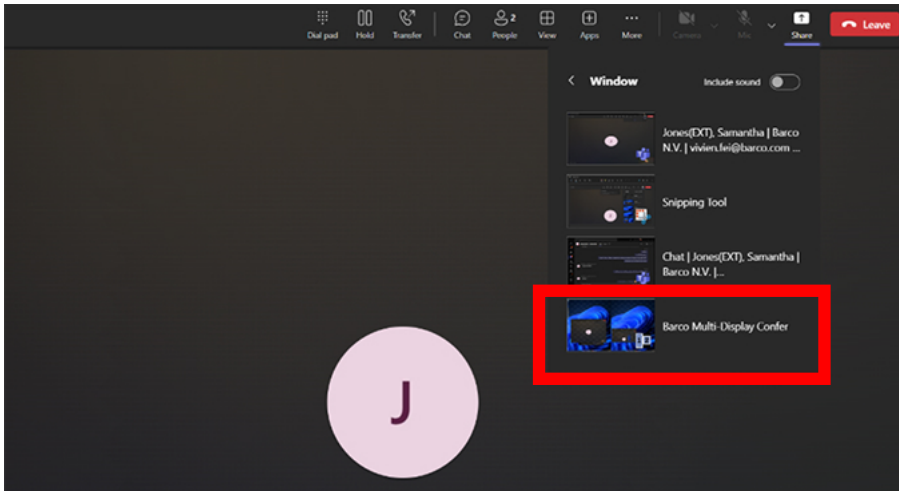 Dial pad Hold Transfer Chat 2 People View Apps More Camera Mic Share Leave
Window Include sound
Jones(EXT), Samantha | Barco
N.V. | vivien.fei@barco.com ...
Snipping Tool
Chat | Jones(EXT), Samantha |
Barco N.V. |...
Barco Multi-Display Confer
J